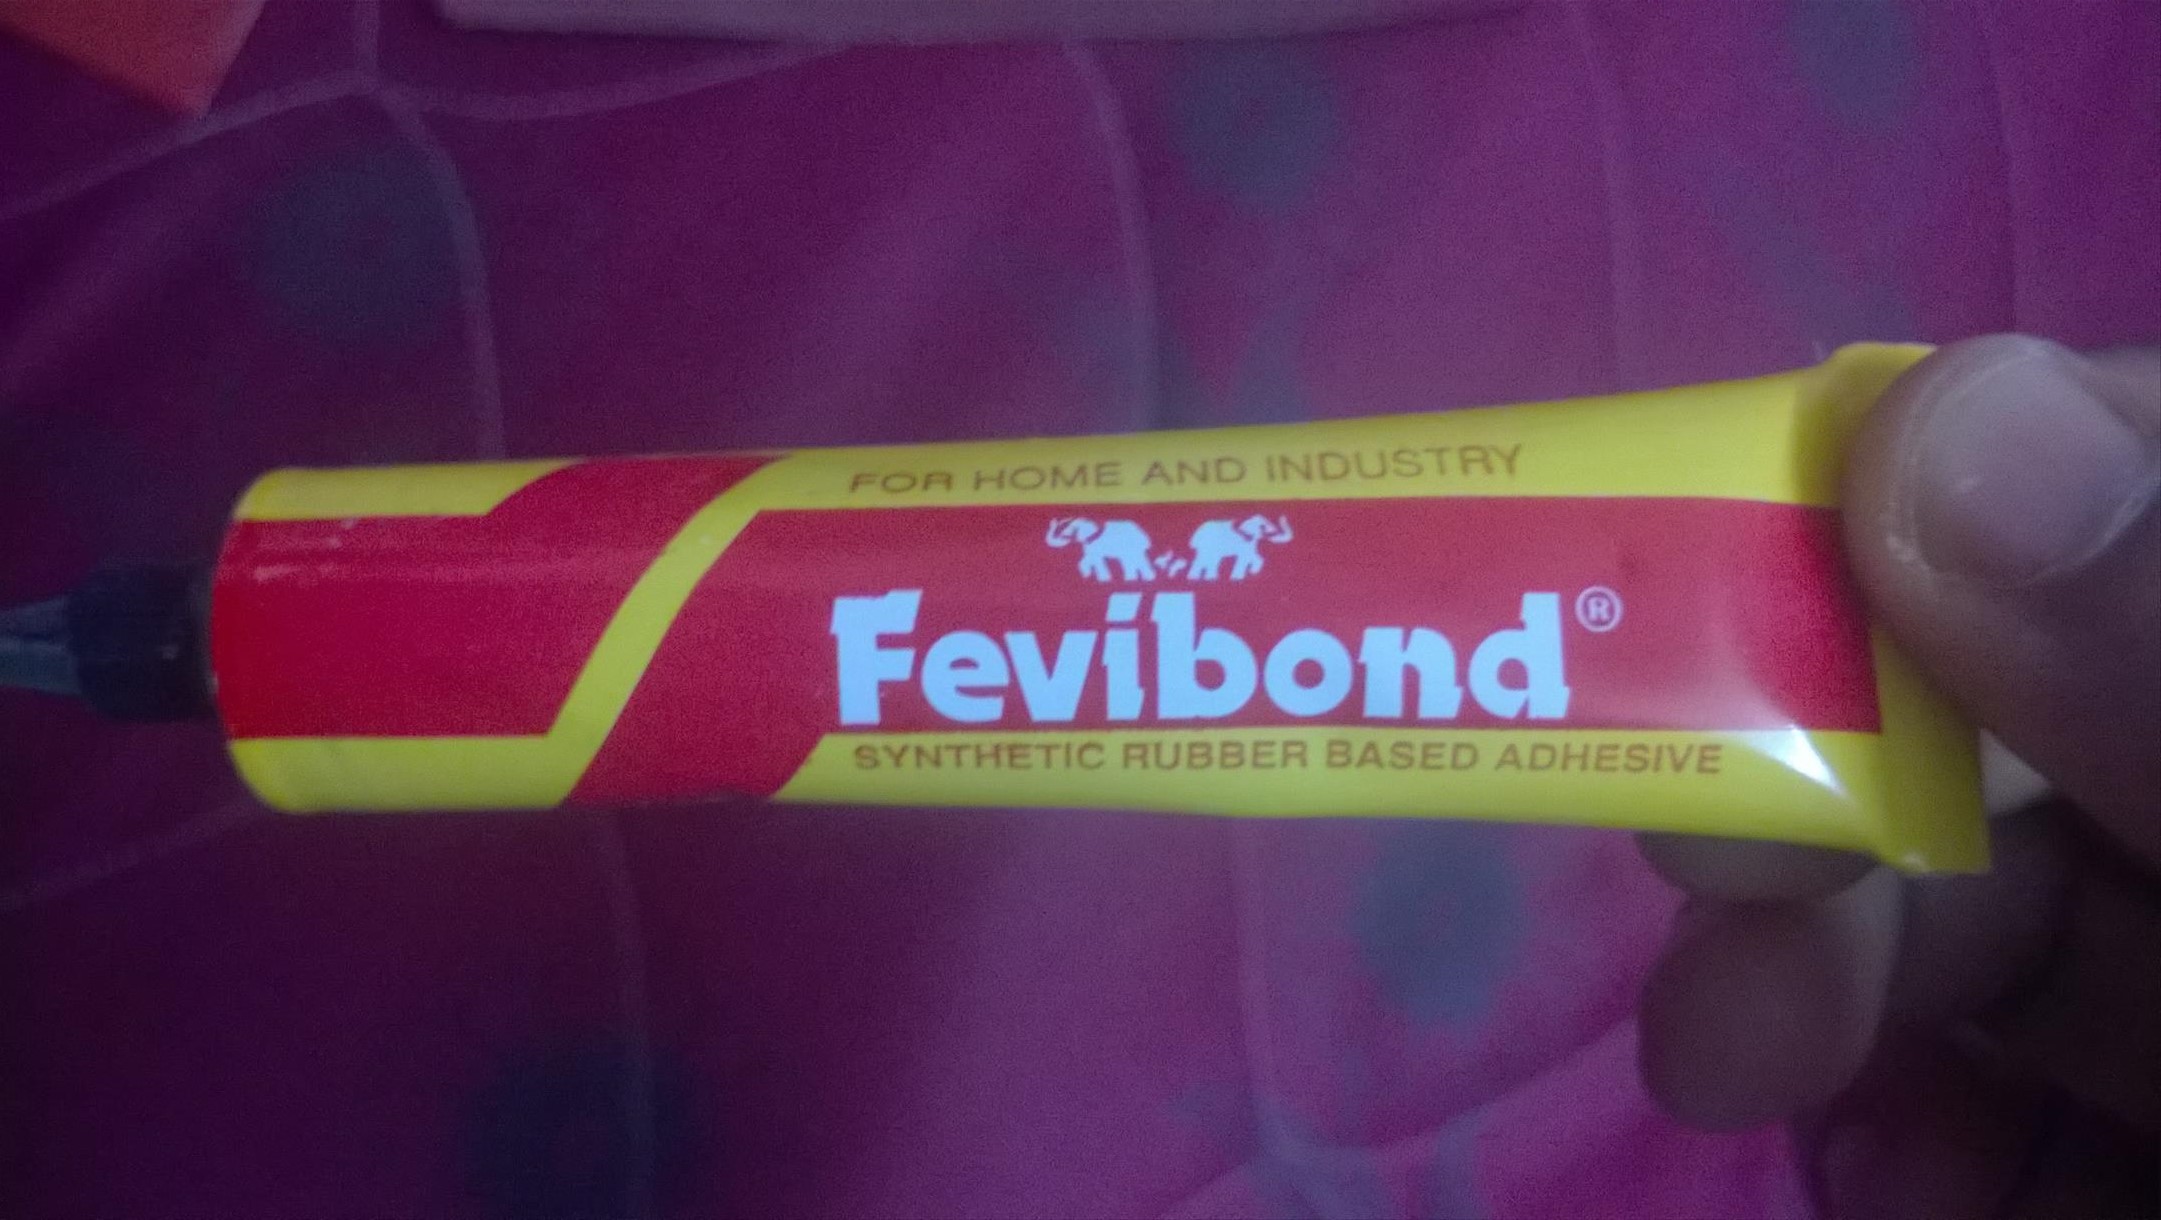 FOR HOME AND INDUSTRY
Fevibond®
SYNTHETIC RUBBER BASED ADHESIVE